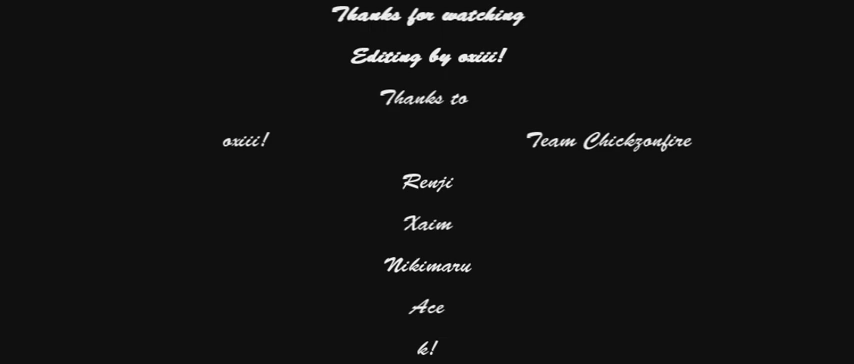 Thanks for watching
Editing by oxiii!
Thanks to
oxiii! Team Chickzonfire
Renji
Xaim
Nikimaru
Ace
k!